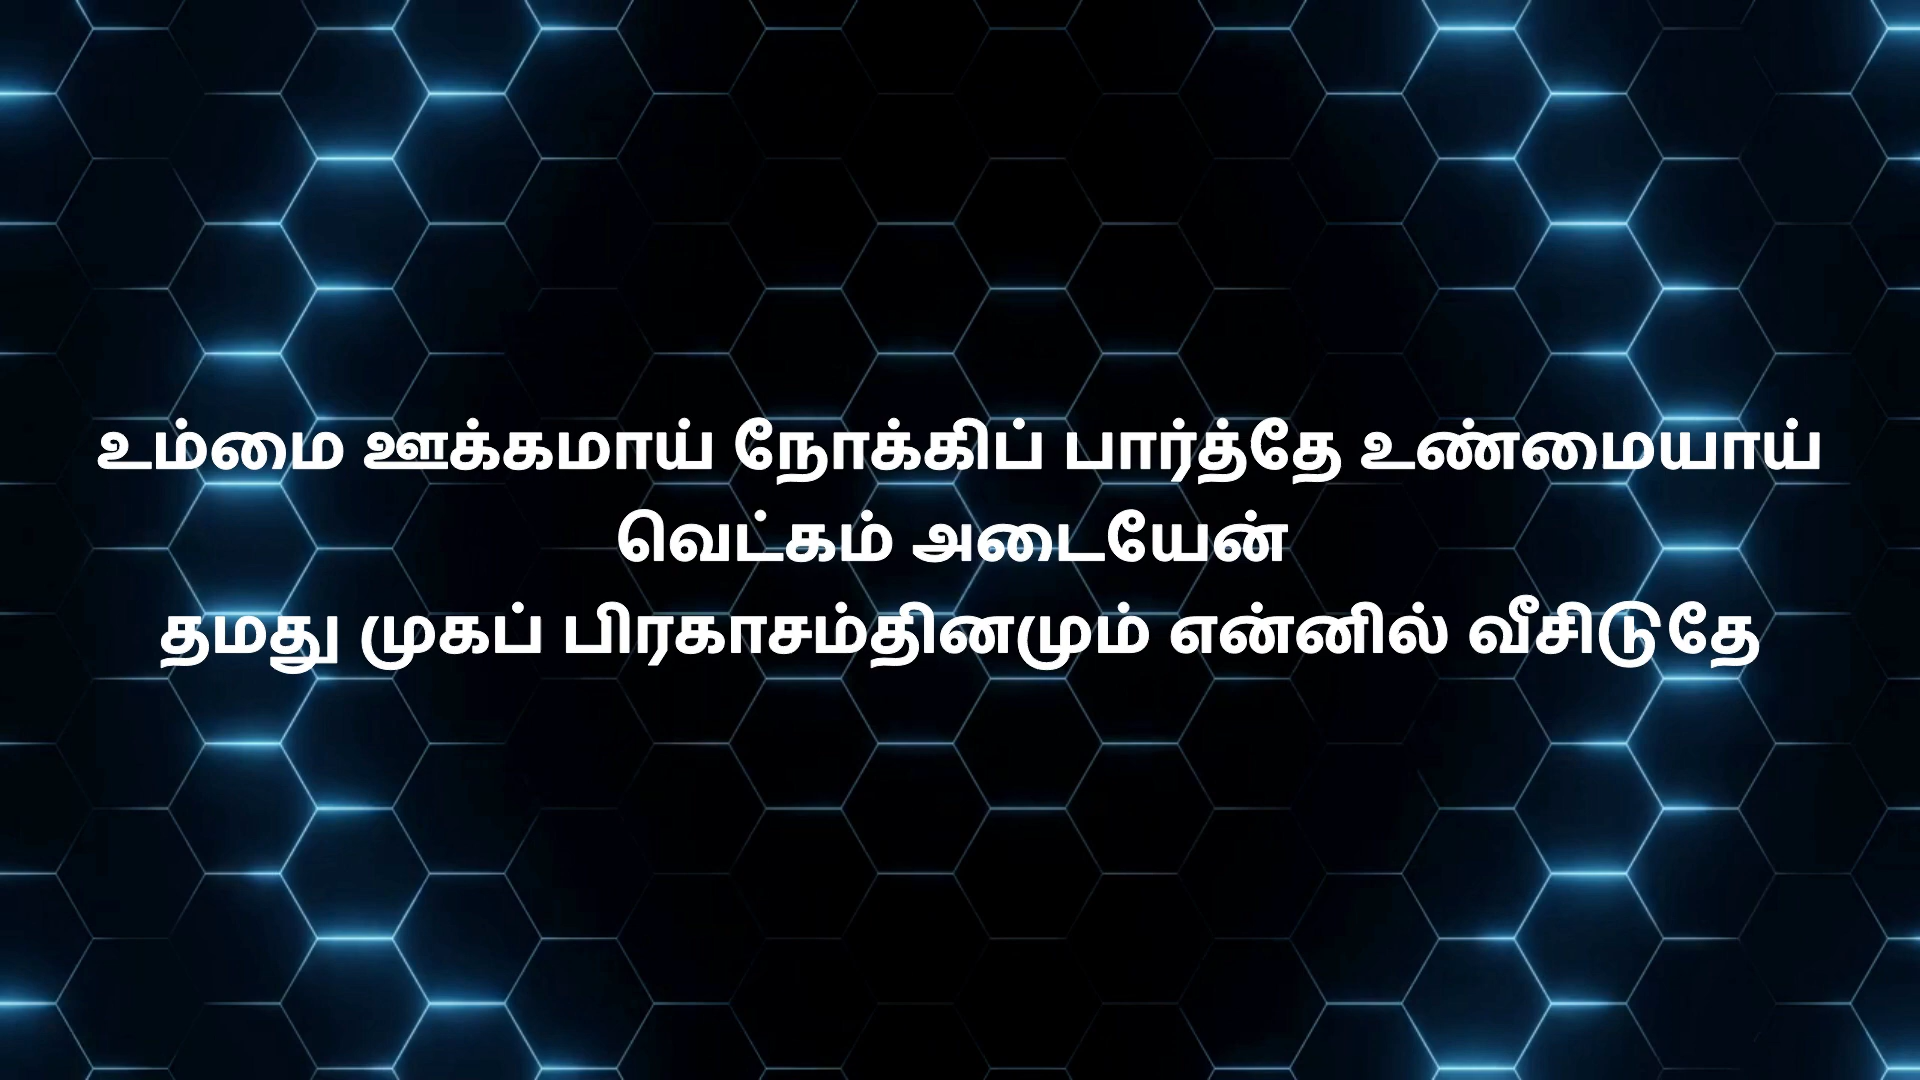 உம்மை ஊக்கமாய் நோக்கிப் பார்த்தே உண்மையாய்
வெட்கம் அடையேன்
தமது முகப் பிரகாசம்தினமும் என்னில் வீசிடுதே